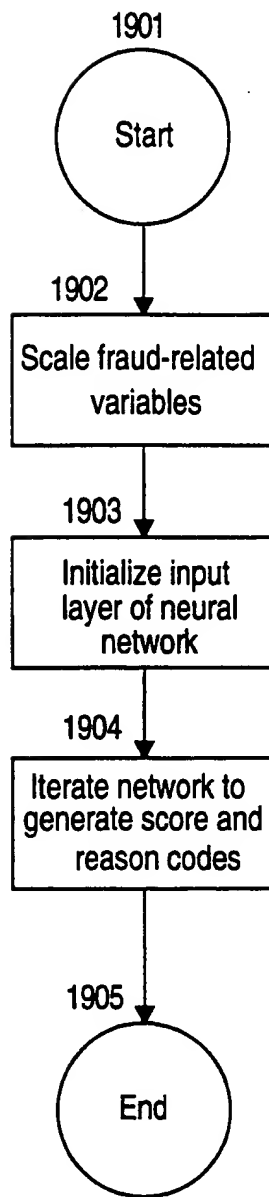 1901
Start
1902
Scale fraud-related
variables
1903
Initialize input
layer of neural
network
1904
Iterate network to
generate score and
reason codes
1905
End